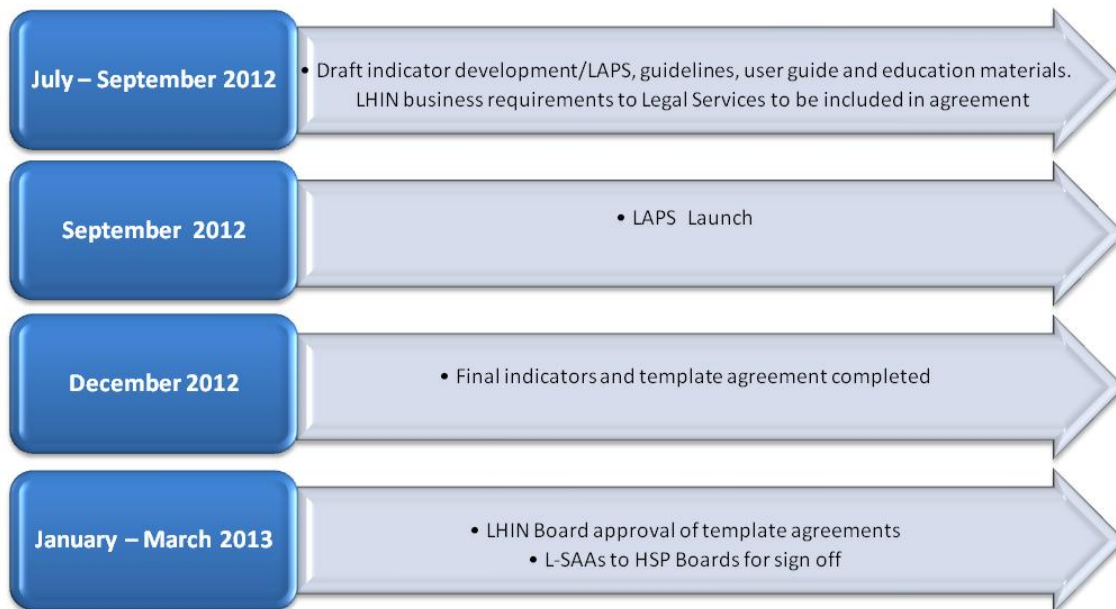 July – September 2012
• Draft indicator development/LAPS, guidelines, user guide and education materials.
LHIN business requirements to Legal Services to be included in agreement
September 2012
• LAPS Launch
December 2012
• Final indicators and template agreement completed
January – March 2013
• LHIN Board approval of template agreements
• L-SAAs to HSP Boards for sign off